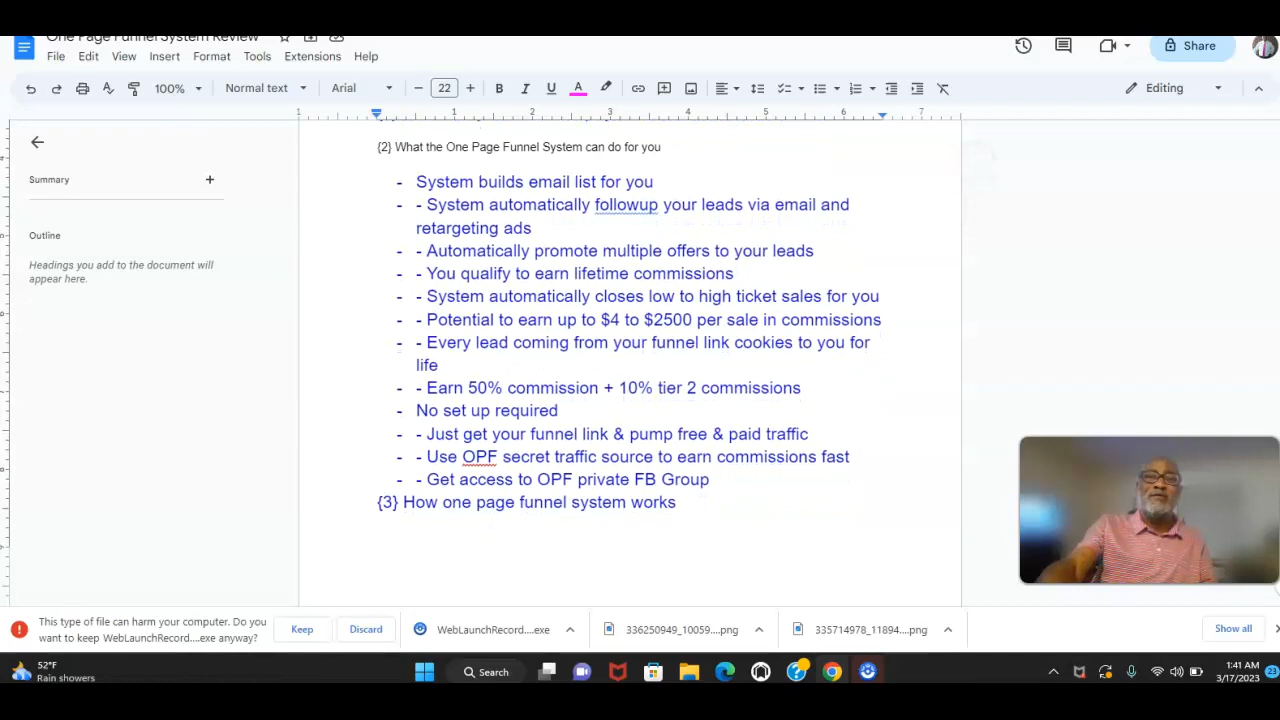 One Page Funnel System Review
File Edit View Insert Format Tools Extensions Help
Share
100% Normal text Arial 22 Editing
1 1 2 3 4 5 6 7
Summary
Outline
Headings you add to the document will
appear here.
{2} What the One Page Funnel System can do for you
- System builds email list for you
- - System automatically followup your leads via email and
retargeting ads
- - Automatically promote multiple offers to your leads
- - You qualify to earn lifetime commissions
- - System automatically closes low to high ticket sales for you
- - Potential to earn up to $4 to $2500 per sale in commissions
- - Every lead coming from your funnel link cookies to you for
life
- - Earn 50% commission + 10% tier 2 commissions
- No set up required
- - Just get your funnel link & pump free & paid traffic
- - Use OPF secret traffic source to earn commissions fast
- - Get access to OPF private FB Group
{3} How one page funnel system works
This type of file can harm your computer. Do you
want to keep WebLaunchRecord....exe anyway?
Keep
Discard
WebLaunchRecord....exe
336250949_10059....png
335714978_11894....png
Show all
52°F
Rain showers
Search
1:41 AM
3/17/2023